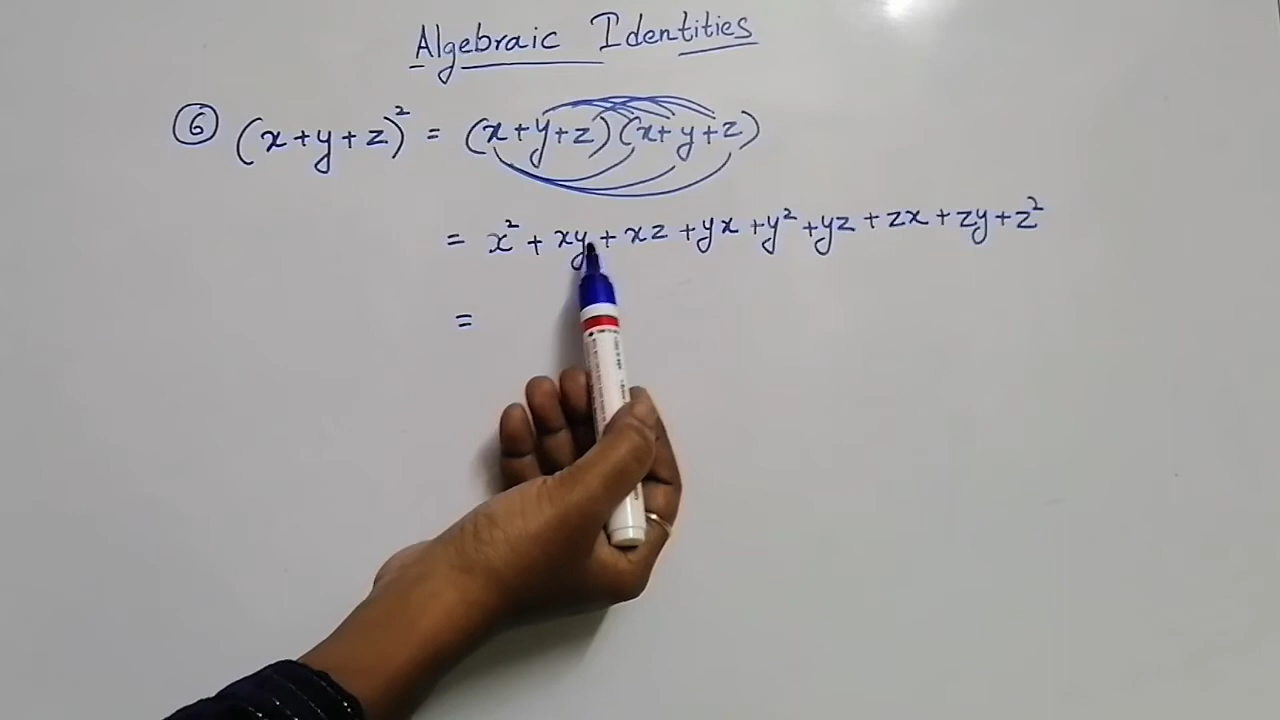 Algebraic Identities
⑥ (x+y+z)² = (x+y+z)(x+y+z)
= x² + xy + xz + yx + y² + yz + zx + zy + z²
=